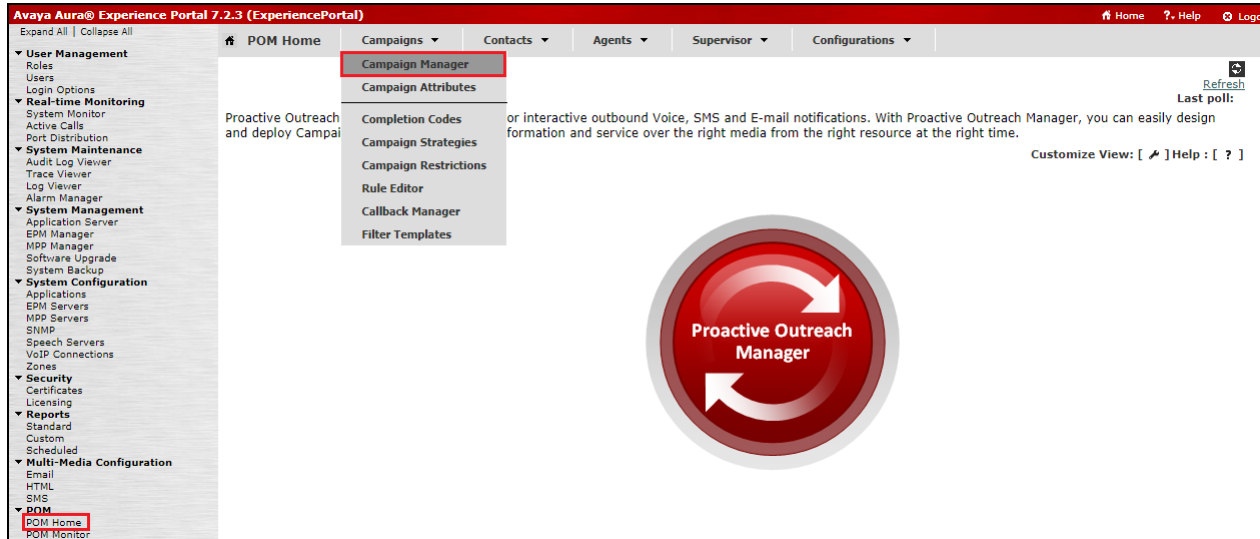 Avaya Aura® Experience Portal 7.2.3 (ExperiencePortal) Home ?▾ Help Logo
Expand All | Collapse All
▼ User Management
Roles
Users
Login Options
▼ Real-time Monitoring
System Monitor
Active Calls
Port Distribution
▼ System Maintenance
Audit Log Viewer
Trace Viewer
Log Viewer
Alarm Manager
▼ System Management
Application Server
EPM Manager
MPP Manager
Software Upgrade
System Backup
▼ System Configuration
Applications
EPM Servers
MPP Servers
SNMP
Speech Servers
VoIP Connections
Zones
▼ Security
Certificates
Licensing
▼ Reports
Standard
Custom
Scheduled
▼ Multi-Media Configuration
Email
HTML
SMS
▼ POM
POM Home
POM Monitor
POM Home Campaigns ▼ Contacts ▼ Agents ▼ Supervisor ▼ Configurations ▼
Campaign Manager
Campaign Attributes
Completion Codes
Campaign Strategies
Campaign Restrictions
Rule Editor
Callback Manager
Filter Templates
Refresh
Last poll:
Proactive Outreach or interactive outbound Voice, SMS and E-mail notifications. With Proactive Outreach Manager, you can easily design
and deploy Campai formation and service over the right media from the right resource at the right time.
Customize View: [ ] Help : [ ? ]
Proactive Outreach
Manager